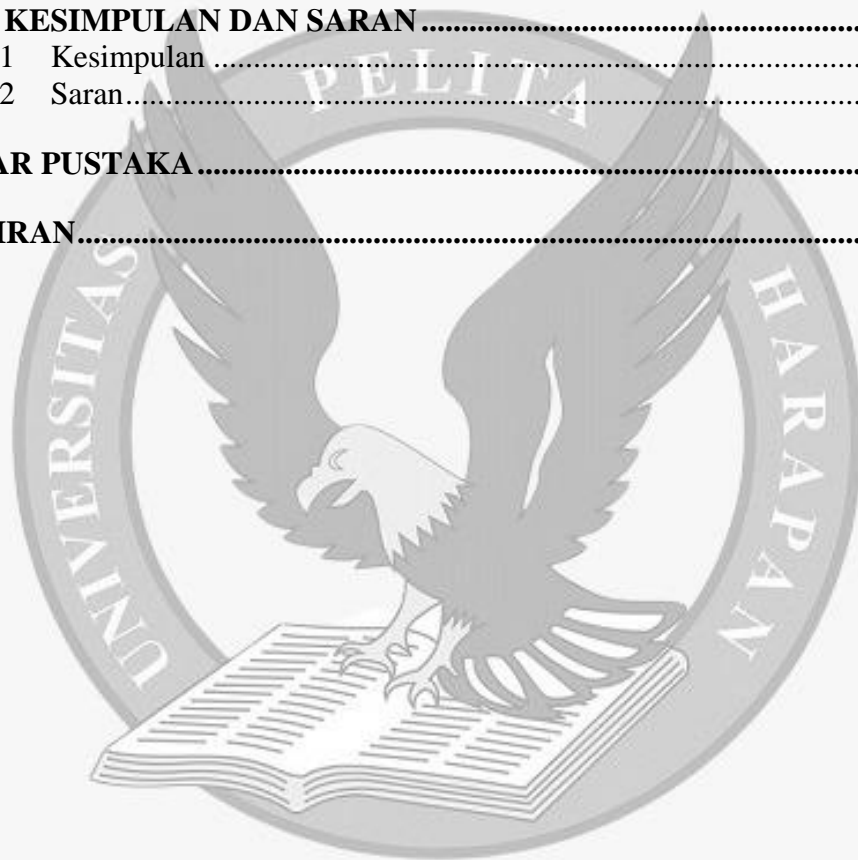 KESIMPULAN DAN SARAN ........................................................
1 Kesimpulan ........................................................
2 Saran ........................................................
AR PUSTAKA ........................................................
IRAN ........................................................
UNIVERSITAS PELITA HARAPAN